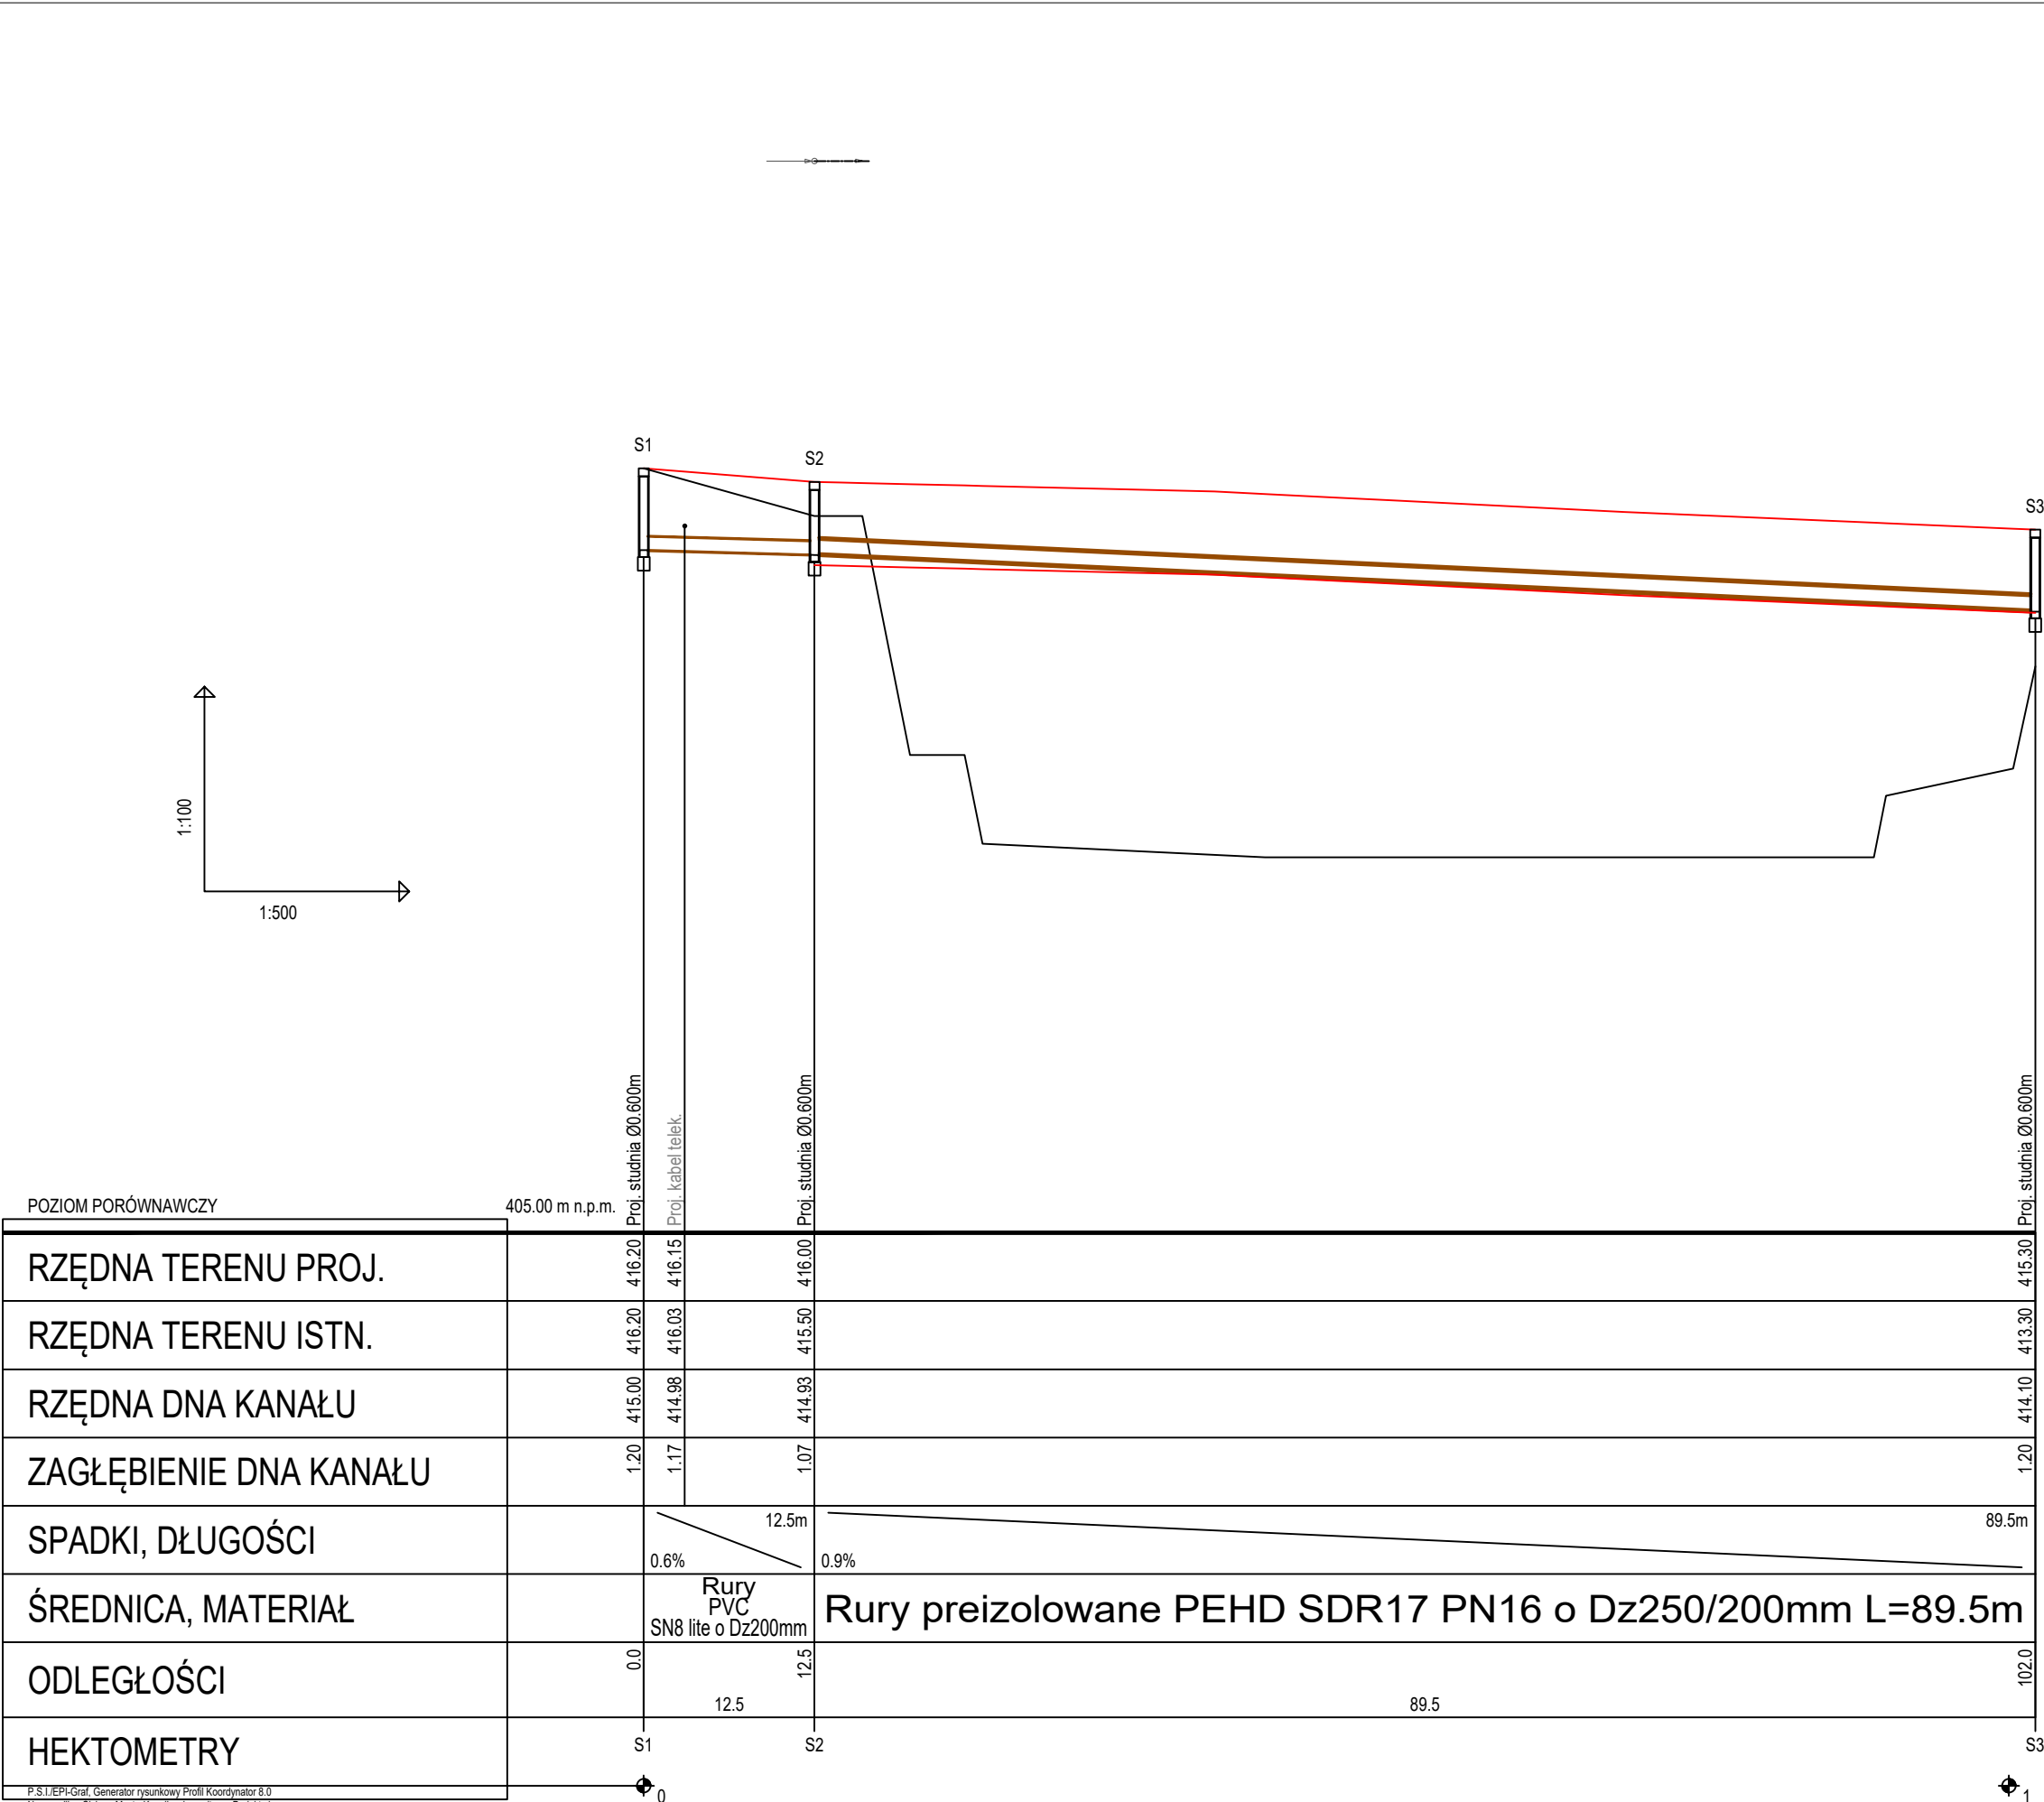 S1
S2
S3
1:100
1:500
Proj. studnia Ø0.600m
Proj. kabel telek.
Proj. studnia Ø0.600m
Proj. studnia Ø0.600m
POZIOM PORÓWNAWCZY 405.00 m n.p.m.
RZĘDNA TERENU PROJ. 416.20 416.15 416.00 415.30
RZĘDNA TERENU ISTN. 416.20 416.03 415.50 413.30
RZĘDNA DNA KANAŁU 415.00 414.98 414.93 414.10
ZAGŁĘBIENIE DNA KANAŁU 1.20 1.17 1.07 1.20
SPADKI, DŁUGOŚCI
12.5m 89.5m
0.6% 0.9%
ŚREDNICA, MATERIAŁ
Rury
PVC
SN8 lite o Dz200mm
Rury preizolowane PEHD SDR17 PN16 o Dz250/200mm L=89.5m
ODLEGŁOŚCI
0.0 12.5 102.0
12.5 89.5
HEKTOMETRY
S1 S2 S3
0 1
P.S.I./EPI-Graf, Generator rysunkowy Profil Koordynator 8.0